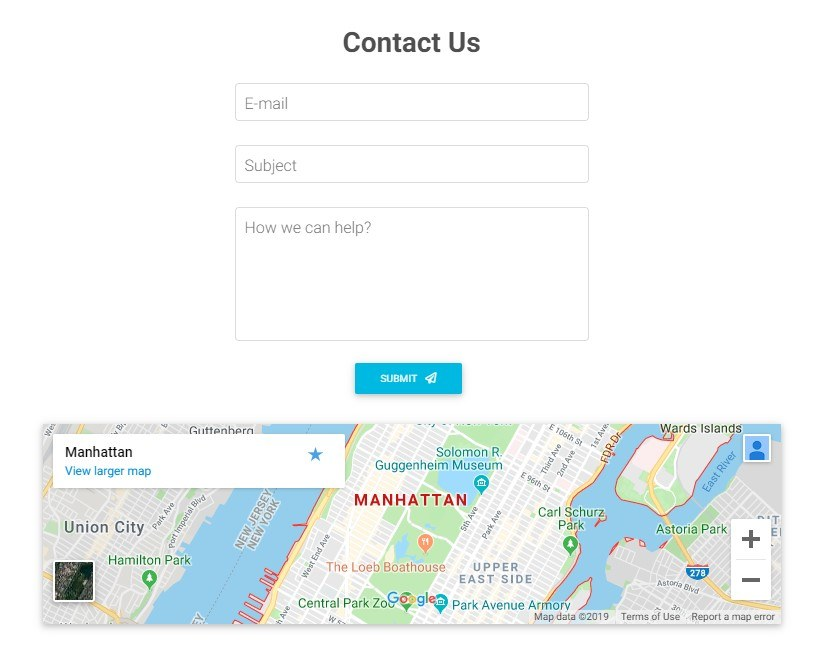 Contact Us
E-mail
Subject
How we can help?
SUBMIT
Manhattan
View larger map
Guttenberg
Wards Islands
E 106th St
1st Ave
FDR Dr
Solomon R.
Guggenheim Museum
Third Ave
2nd Ave
East River
E 96th St
MANHATTAN
Park Ave
Port Imperial Blvd
NEW JERSEY
NEW YORK
Union City
5th Ave
Park Ave
Carl Schurz
Park
Astoria Park
West End Ave
Hamilton Park
The Loeb Boathouse
UPPER
EAST SIDE
278
Astoria Blvd
Central Park Zoo
Google
Park Avenue Armory
Map data ©2019
Terms of Use
Report a map error